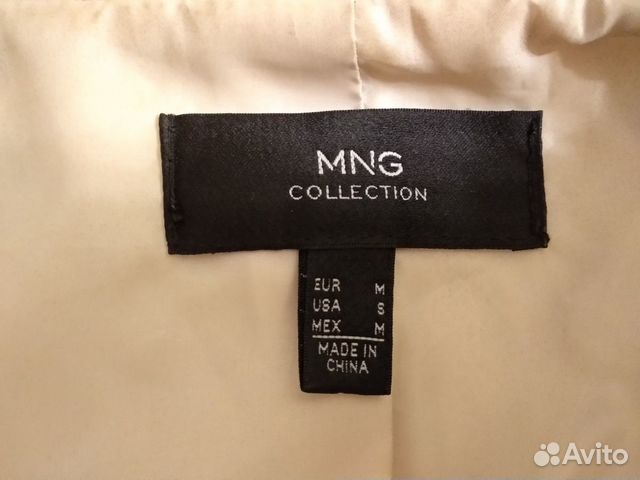 MNG
COLLECTION
EUR M
USA S
MEX M
MADE IN
CHINA
Avito